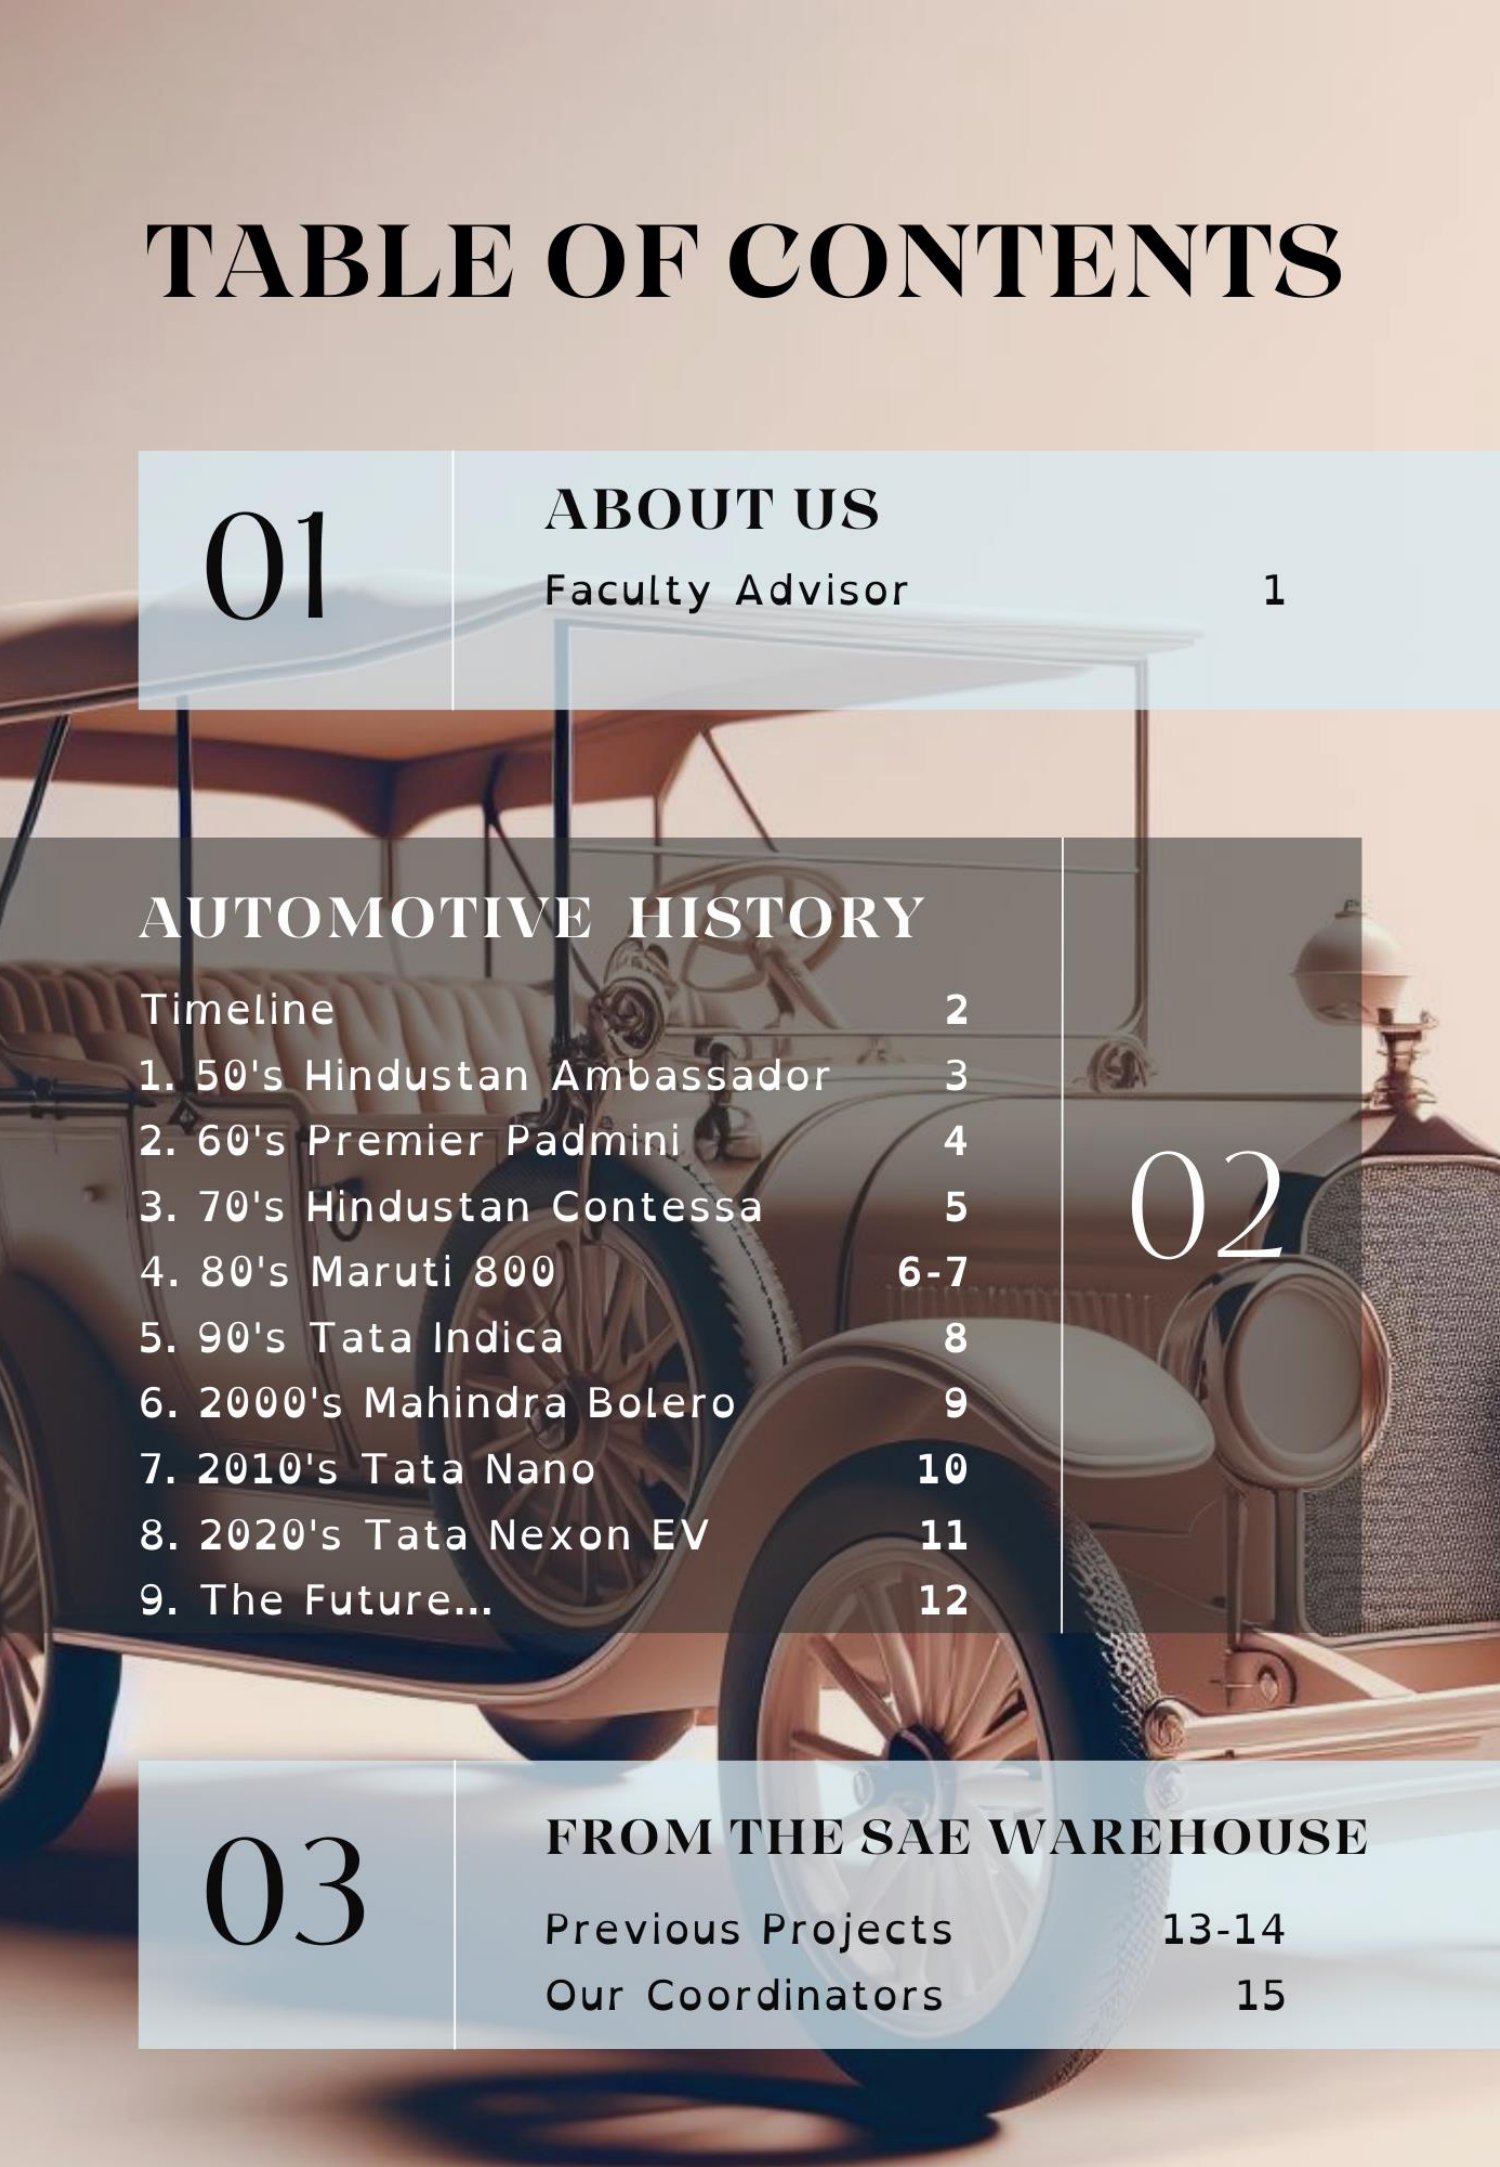 TABLE OF CONTENTS
01
ABOUT US
Faculty Advisor 1
AUTOMOTIVE HISTORY
Timeline 2
1. 50's Hindustan Ambassador 3
2. 60's Premier Padmini 4
3. 70's Hindustan Contessa 5
4. 80's Maruti 800 6-7
5. 90's Tata Indica 8
6. 2000's Mahindra Bolero 9
7. 2010's Tata Nano 10
8. 2020's Tata Nexon EV 11
9. The Future... 12
02
03
FROM THE SAE WAREHOUSE
Previous Projects 13-14
Our Coordinators 15